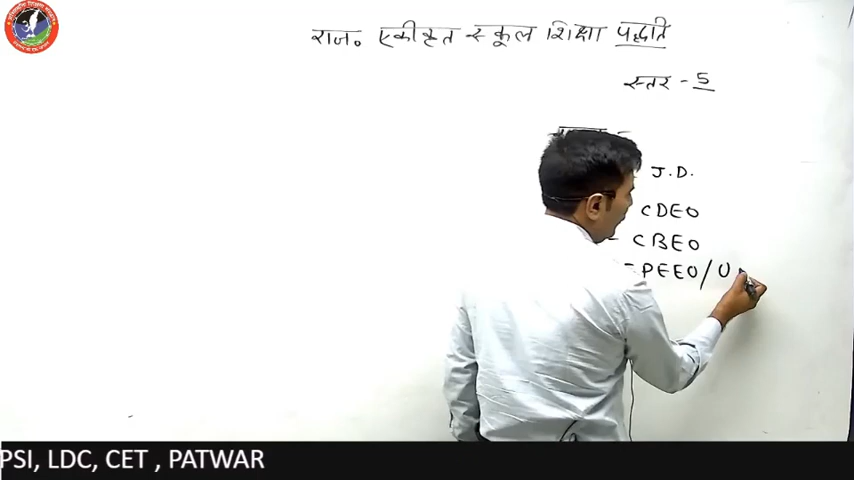 राज० एकीकृत स्कूल शिक्षा पद्धति
स्तर - 5
J.D.
CDEO
- CBEO
= PEEO/U
PSI, LDC, CET , PATWAR